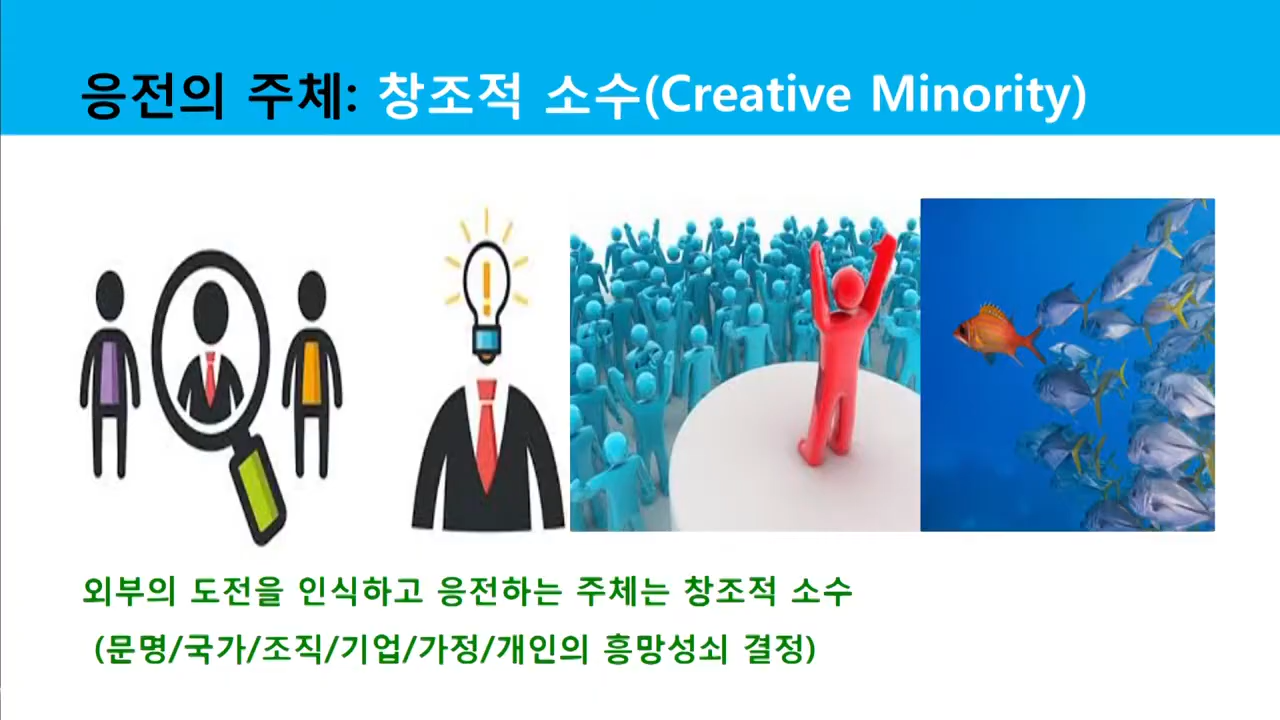 응전의 주체: 창조적 소수(Creative Minority)
외부의 도전을 인식하고 응전하는 주체는 창조적 소수
(문명/국가/조직/기업/가정/개인의 흥망성쇠 결정)